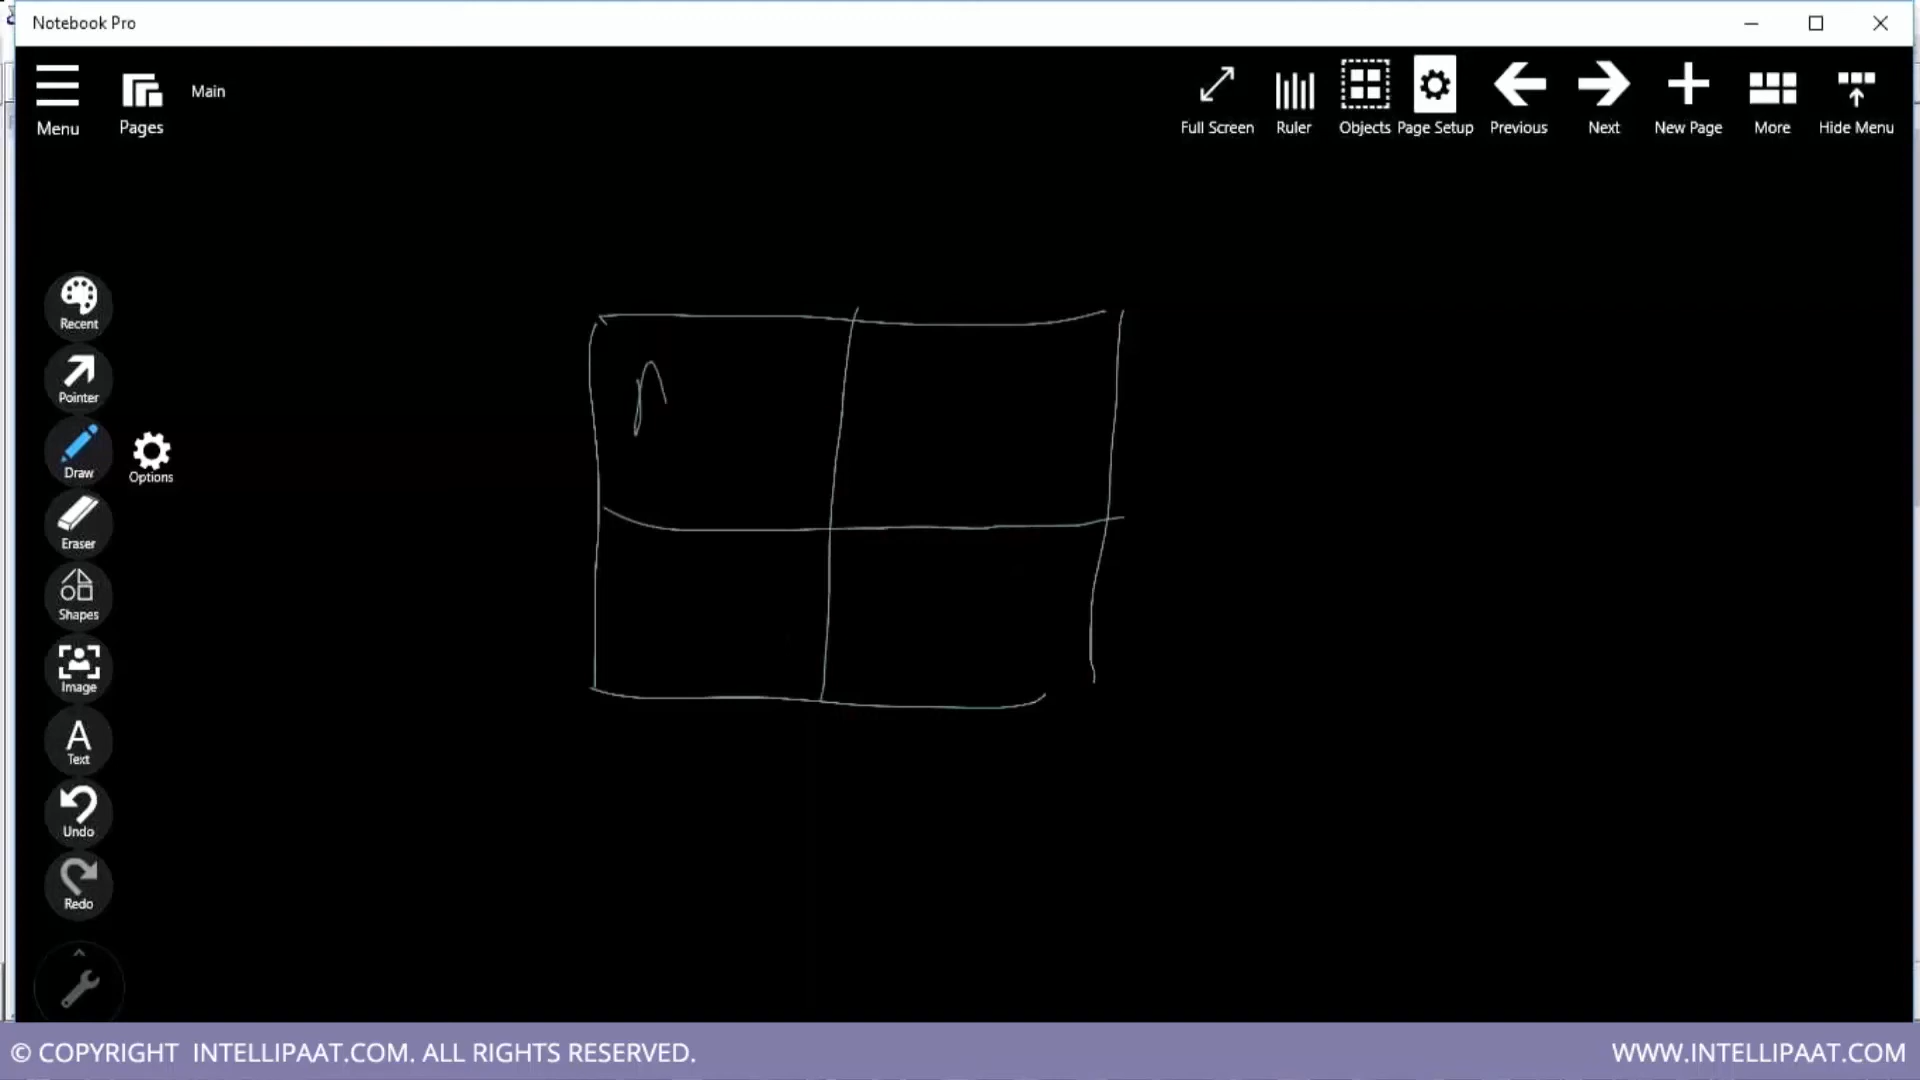 Notebook Pro
Menu
Pages
Main
Full Screen
Ruler
Objects
Page Setup
Previous
Next
New Page
More
Hide Menu
Recent
Pointer
Draw
Options
Eraser
Shapes
Image
A
Text
Undo
Redo
© COPYRIGHT INTELLIPAAT.COM. ALL RIGHTS RESERVED.
WWW.INTELLIPAAT.COM